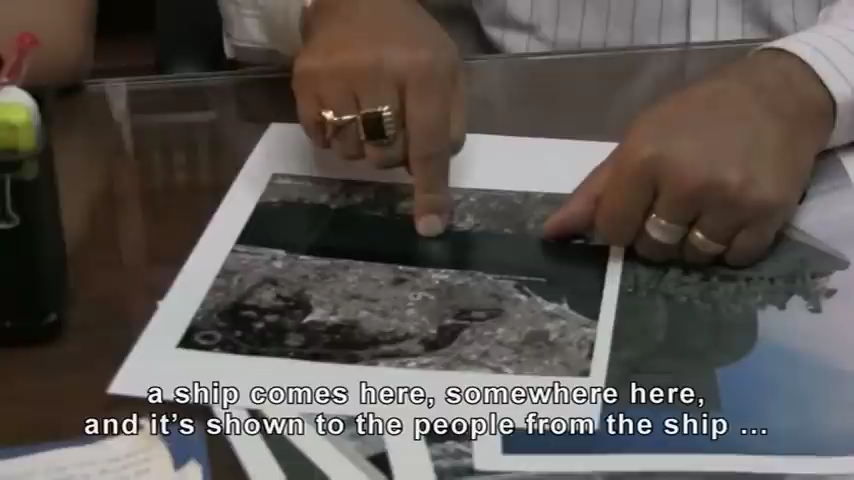 a ship comes here, somewhere here,
and it's shown to the people from the ship ...